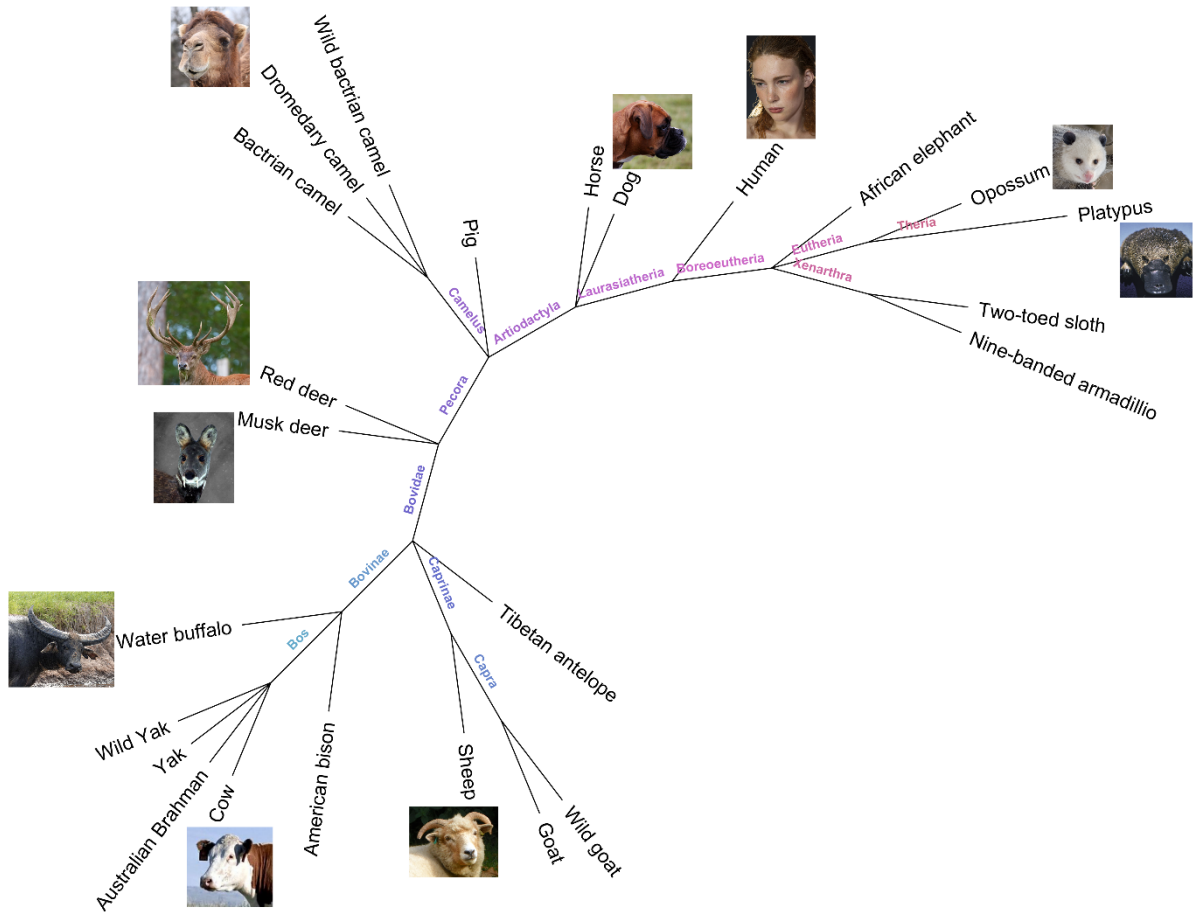 Wild bactrian camel
Dromedary camel
Bactrian camel
Pig
Horse
Dog
Human
African elephant
Opossum
Platypus
Theria
Eutheria
Xenarthra
Boreoeutheria
Laurasiatheria
Artiodactyla
Camelus
Two-toed sloth
Nine-banded armadillio
Pecora
Red deer
Musk deer
Bovidae
Bovinae
Caprinae
Tibetan antelope
Water buffalo
Bos
Capra
Wild Yak
Yak
Australian Brahman
Cow
American bison
Sheep
Goat
Wild goat